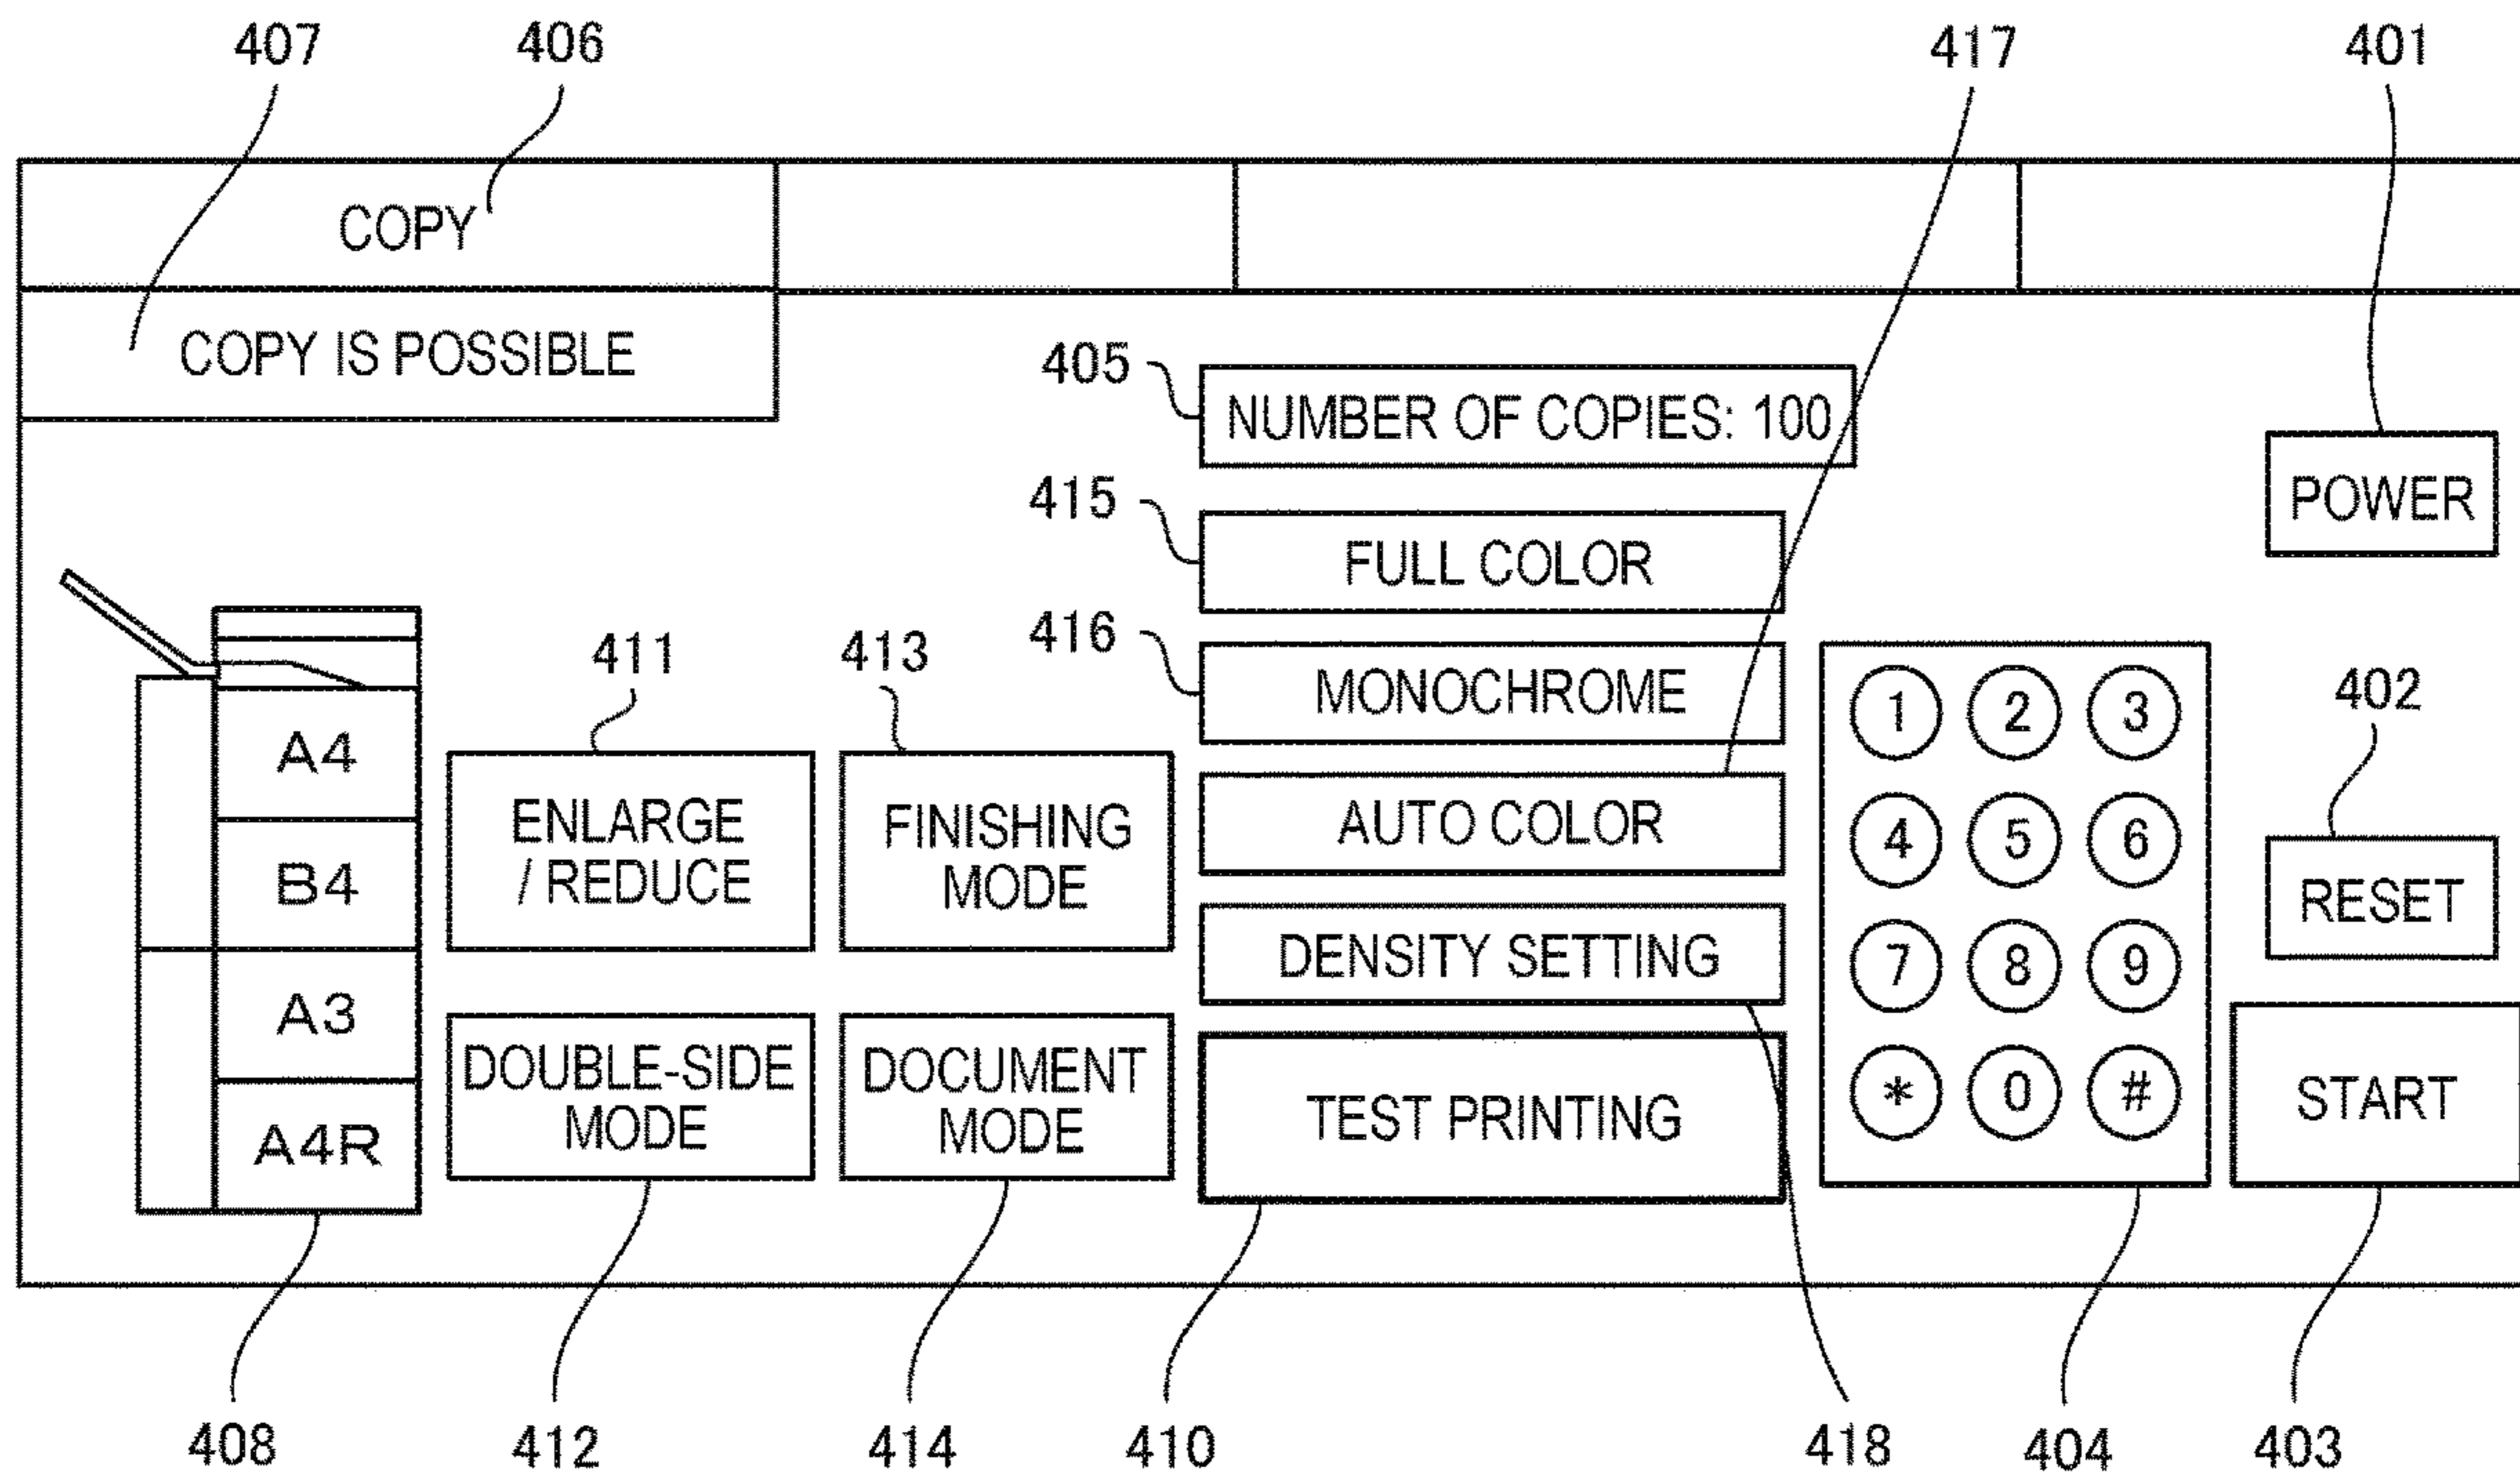 407
406
417
401
COPY
COPY IS POSSIBLE
405
NUMBER OF COPIES: 100
POWER
415
FULL COLOR
416
MONOCHROME
411
413
402
A4
B4
A3
A4R
ENLARGE
/ REDUCE
FINISHING
MODE
AUTO COLOR
DENSITY SETTING
DOUBLE-SIDE
MODE
DOCUMENT
MODE
TEST PRINTING
1 2 3
4 5 6
7 8 9
* 0 #
RESET
START
408
412
414
410
418
404
403